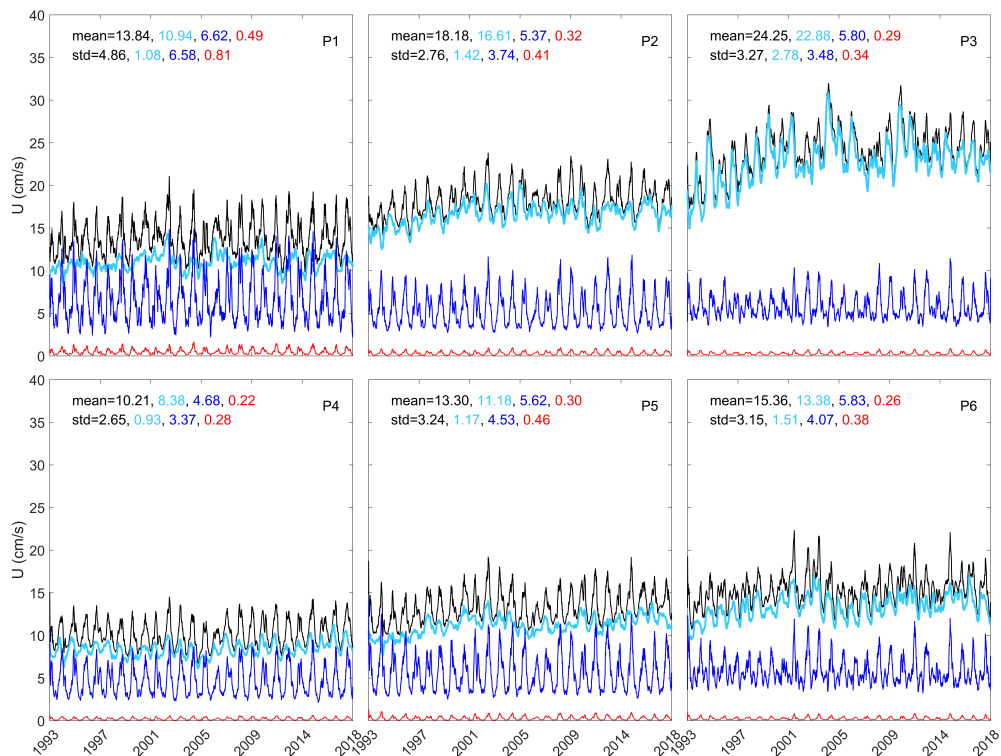 40
35
30
25
20
15
10
5
0
U (cm/s)
mean=13.84, 10.94, 6.62, 0.49
std=4.86, 1.08, 6.58, 0.81
P1
mean=18.18, 16.61, 5.37, 0.32
std=2.76, 1.42, 3.74, 0.41
P2
mean=24.25, 22.88, 5.80, 0.29
std=3.27, 2.78, 3.48, 0.34
P3
1993 1997 2001 2005 2009 2014 2018
1993 1997 2001 2005 2009 2014 2018
1993 1997 2001 2005 2009 2014 2018
40
35
30
25
20
15
10
5
0
U (cm/s)
mean=10.21, 8.38, 4.68, 0.22
std=2.65, 0.93, 3.37, 0.28
P4
mean=13.30, 11.18, 5.62, 0.30
std=3.24, 1.17, 4.53, 0.46
P5
mean=15.36, 13.38, 5.83, 0.26
std=3.15, 1.51, 4.07, 0.38
P6